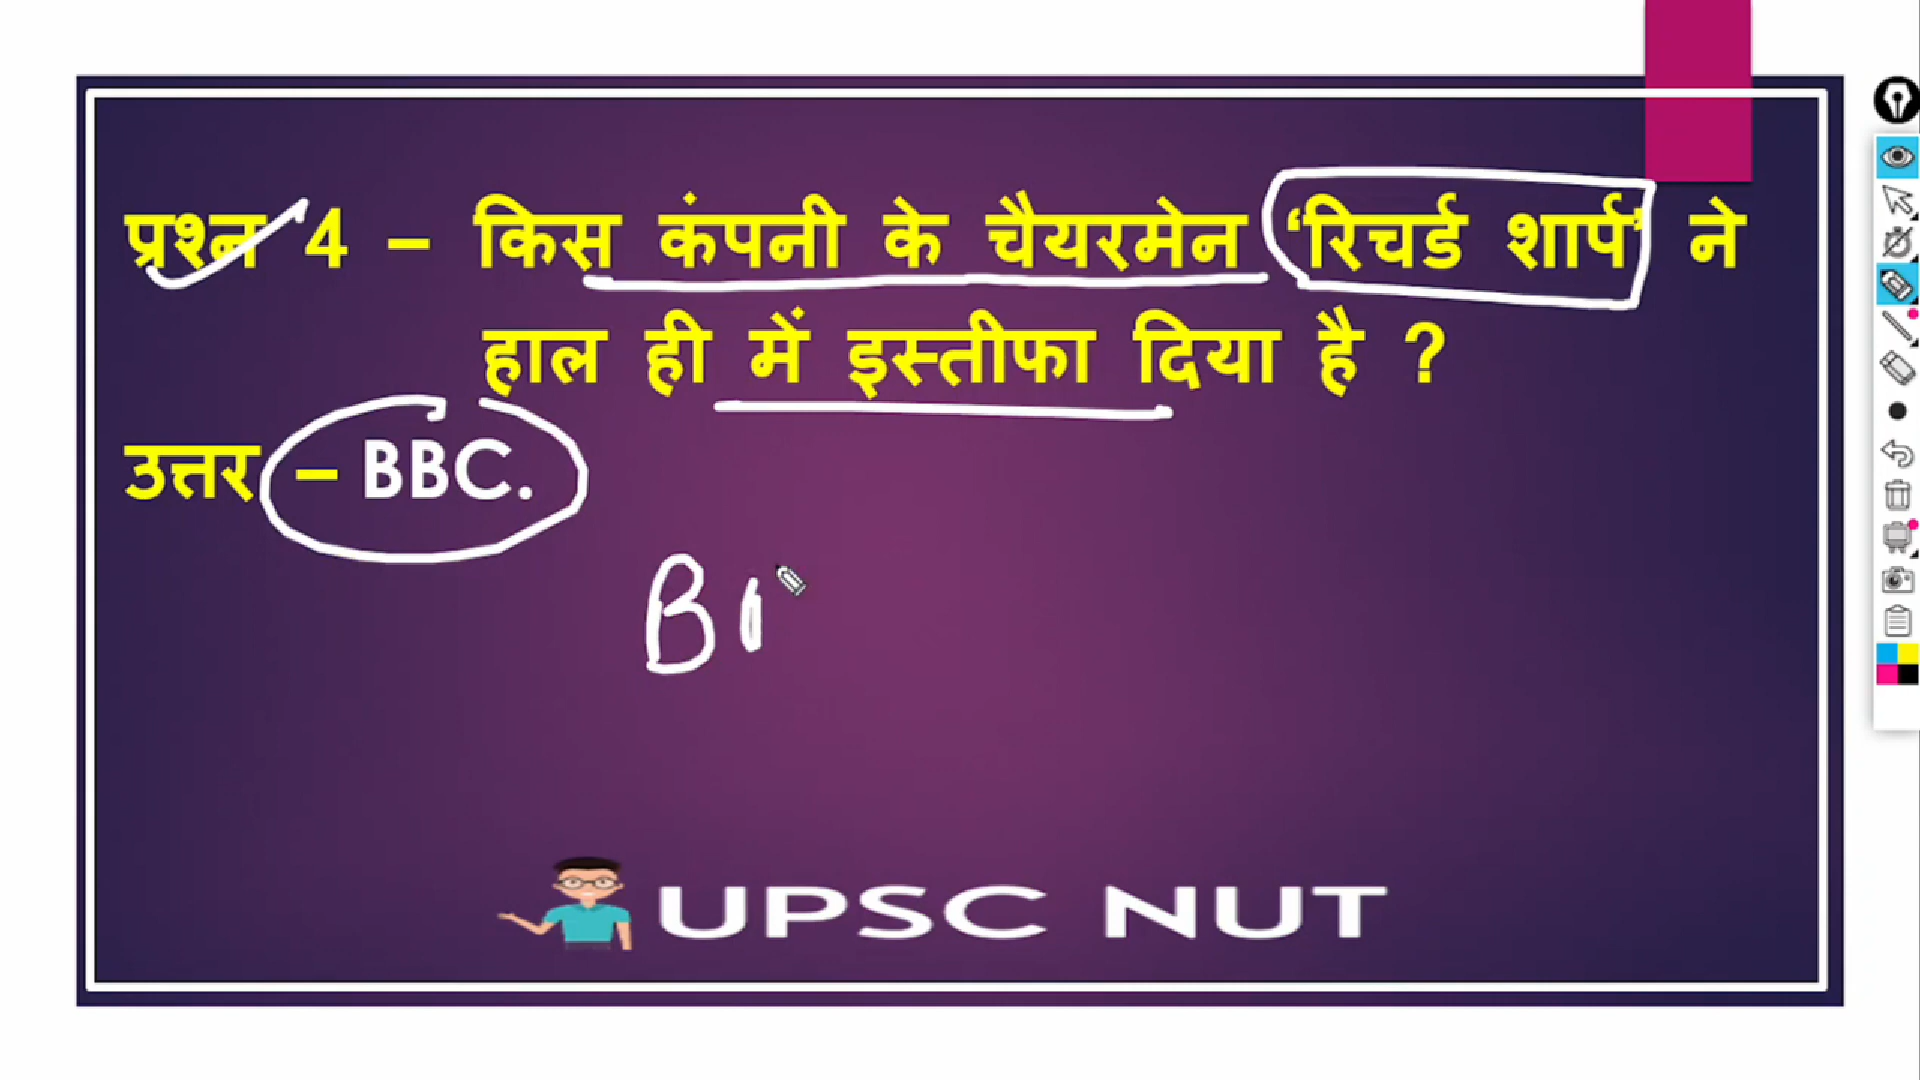 प्रश्न 4 – किस कंपनी के चैयरमेन ‘रिचर्ड शार्प’ ने
हाल ही में इस्तीफा दिया है ?
उत्तर – BBC.
B
UPSC NUT